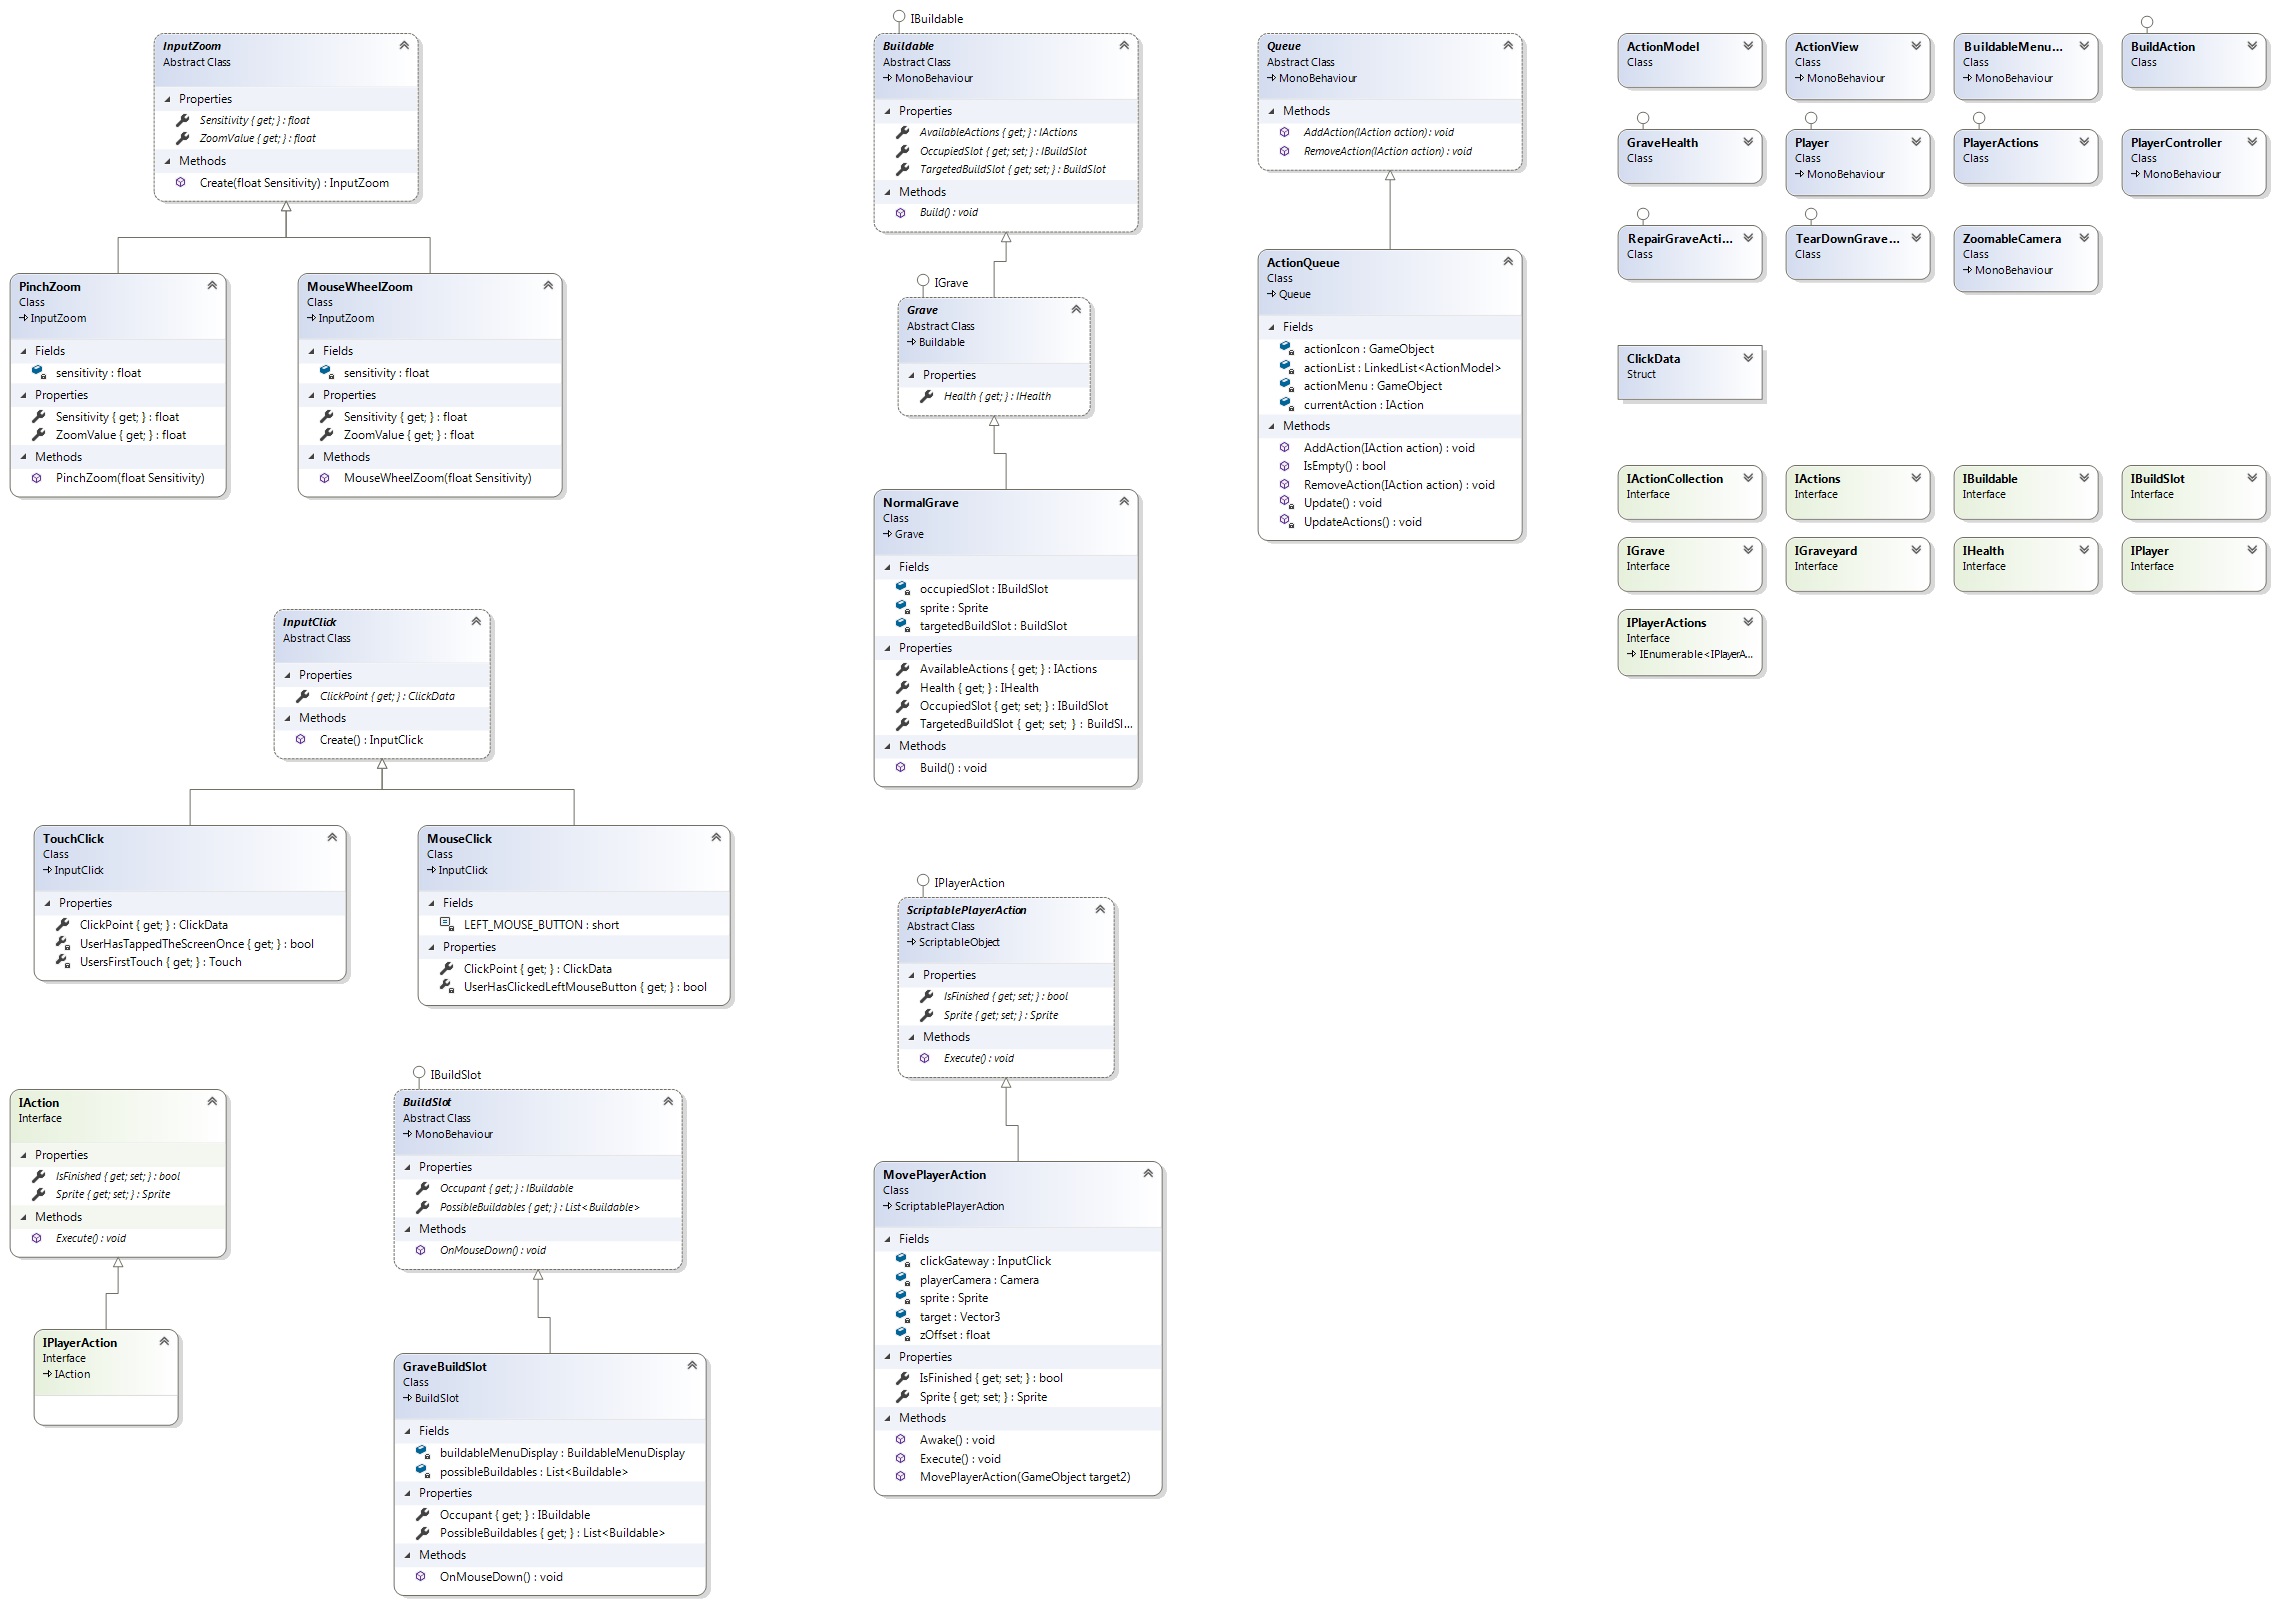 InputZoom
Abstract Class
Properties
Sensitivity { get; } : float
ZoomValue { get; } : float
Methods
Create(float Sensitivity) : InputZoom
PinchZoom
Class
InputZoom
Fields
sensitivity : float
Properties
Sensitivity { get; } : float
ZoomValue { get; } : float
Methods
PinchZoom(float Sensitivity)
MouseWheelZoom
Class
InputZoom
Fields
sensitivity : float
Properties
Sensitivity { get; } : float
ZoomValue { get; } : float
Methods
MouseWheelZoom(float Sensitivity)
InputClick
Abstract Class
Properties
ClickPoint { get; } : ClickData
Methods
Create() : InputClick
TouchClick
Class
InputClick
Properties
ClickPoint { get; } : ClickData
UserHasTappedTheScreenOnce { get; } : bool
UsersFirstTouch { get; } : Touch
MouseClick
Class
InputClick
Fields
LEFT_MOUSE_BUTTON : short
Properties
ClickPoint { get; } : ClickData
UserHasClickedLeftMouseButton { get; } : bool
IAction
Interface
Properties
IsFinished { get; set; } : bool
Sprite { get; set; } : Sprite
Methods
Execute() : void
IPlayerAction
Interface
IAction
IBuildSlot
BuildSlot
Abstract Class
MonoBehaviour
Properties
Occupant { get; } : IBuildable
PossibleBuildables { get; } : List<Buildable>
Methods
OnMouseDown() : void
GraveBuildSlot
Class
BuildSlot
Fields
buildableMenuDisplay : BuildableMenuDisplay
possibleBuildables : List<Buildable>
Properties
Occupant { get; } : IBuildable
PossibleBuildables { get; } : List<Buildable>
Methods
OnMouseDown() : void
IBuildable
Buildable
Abstract Class
MonoBehaviour
Properties
AvailableActions { get; } : IActions
OccupiedSlot { get; set; } : IBuildSlot
TargetedBuildSlot { get; set; } : BuildSlot
Methods
Build() : void
IGrave
Grave
Abstract Class
Buildable
Properties
Health { get; } : IHealth
NormalGrave
Class
Grave
Fields
occupiedSlot : IBuildSlot
sprite : Sprite
targetedBuildSlot : BuildSlot
Properties
AvailableActions { get; } : IActions
Health { get; } : IHealth
OccupiedSlot { get; set; } : IBuildSlot
TargetedBuildSlot { get; set; } : BuildSl...
Methods
Build() : void
IPlayerAction
ScriptablePlayerAction
Abstract Class
ScriptableObject
Properties
IsFinished { get; set; } : bool
Sprite { get; set; } : Sprite
Methods
Execute() : void
MovePlayerAction
Class
ScriptablePlayerAction
Fields
clickGateway : InputClick
playerCamera : Camera
sprite : Sprite
target : Vector3
zOffset : float
Properties
IsFinished { get; set; } : bool
Sprite { get; set; } : Sprite
Methods
Awake() : void
Execute() : void
MovePlayerAction(GameObject target2)
Queue
Abstract Class
MonoBehaviour
Methods
AddAction(IAction action) : void
RemoveAction(IAction action) : void
ActionQueue
Class
Queue
Fields
actionIcon : GameObject
actionList : LinkedList<ActionModel>
actionMenu : GameObject
currentAction : IAction
Methods
AddAction(IAction action) : void
IsEmpty() : bool
RemoveAction(IAction action) : void
Update() : void
UpdateActions() : void
ActionModel
Class
ActionView
Class
MonoBehaviour
BuildableMenu...
Class
MonoBehaviour
BuildAction
Class
GraveHealth
Class
Player
Class
MonoBehaviour
PlayerActions
Class
PlayerController
Class
MonoBehaviour
RepairGraveActi...
Class
TearDownGrave...
Class
ZoomableCamera
Class
MonoBehaviour
ClickData
Struct
IActionCollection
Interface
IActions
Interface
IBuildable
Interface
IBuildSlot
Interface
IGrave
Interface
IGraveyard
Interface
IHealth
Interface
IPlayer
Interface
IPlayerActions
Interface
IEnumerable<IPlayerA...